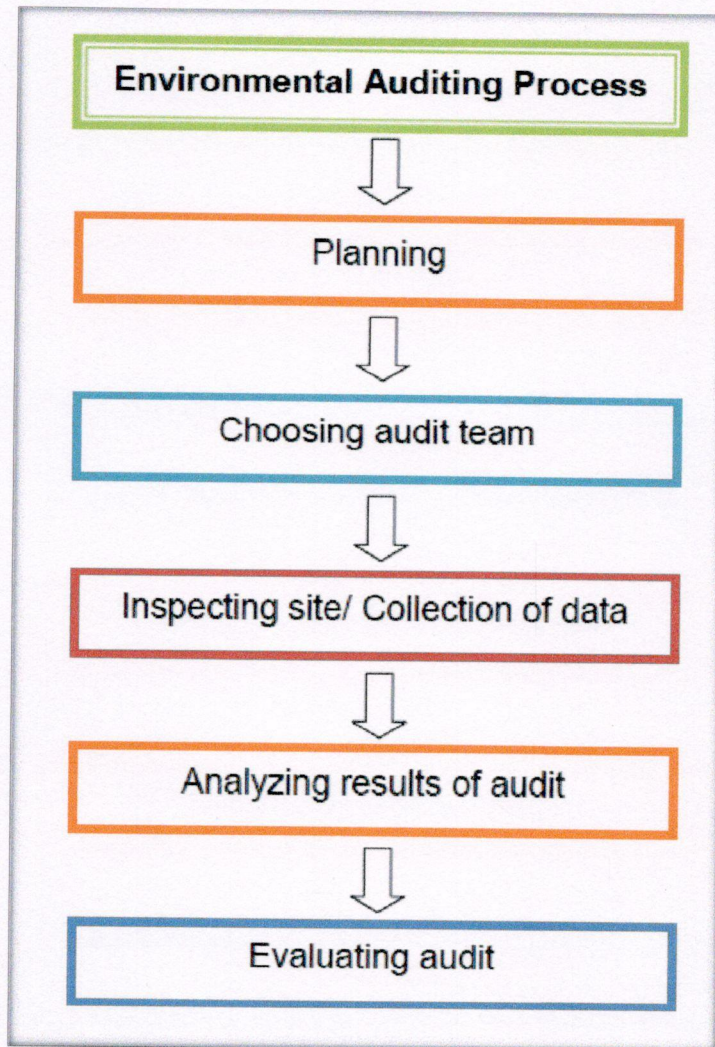 Environmental Auditing Process
Planning
Choosing audit team
Inspecting site/ Collection of data
Analyzing results of audit
Evaluating audit